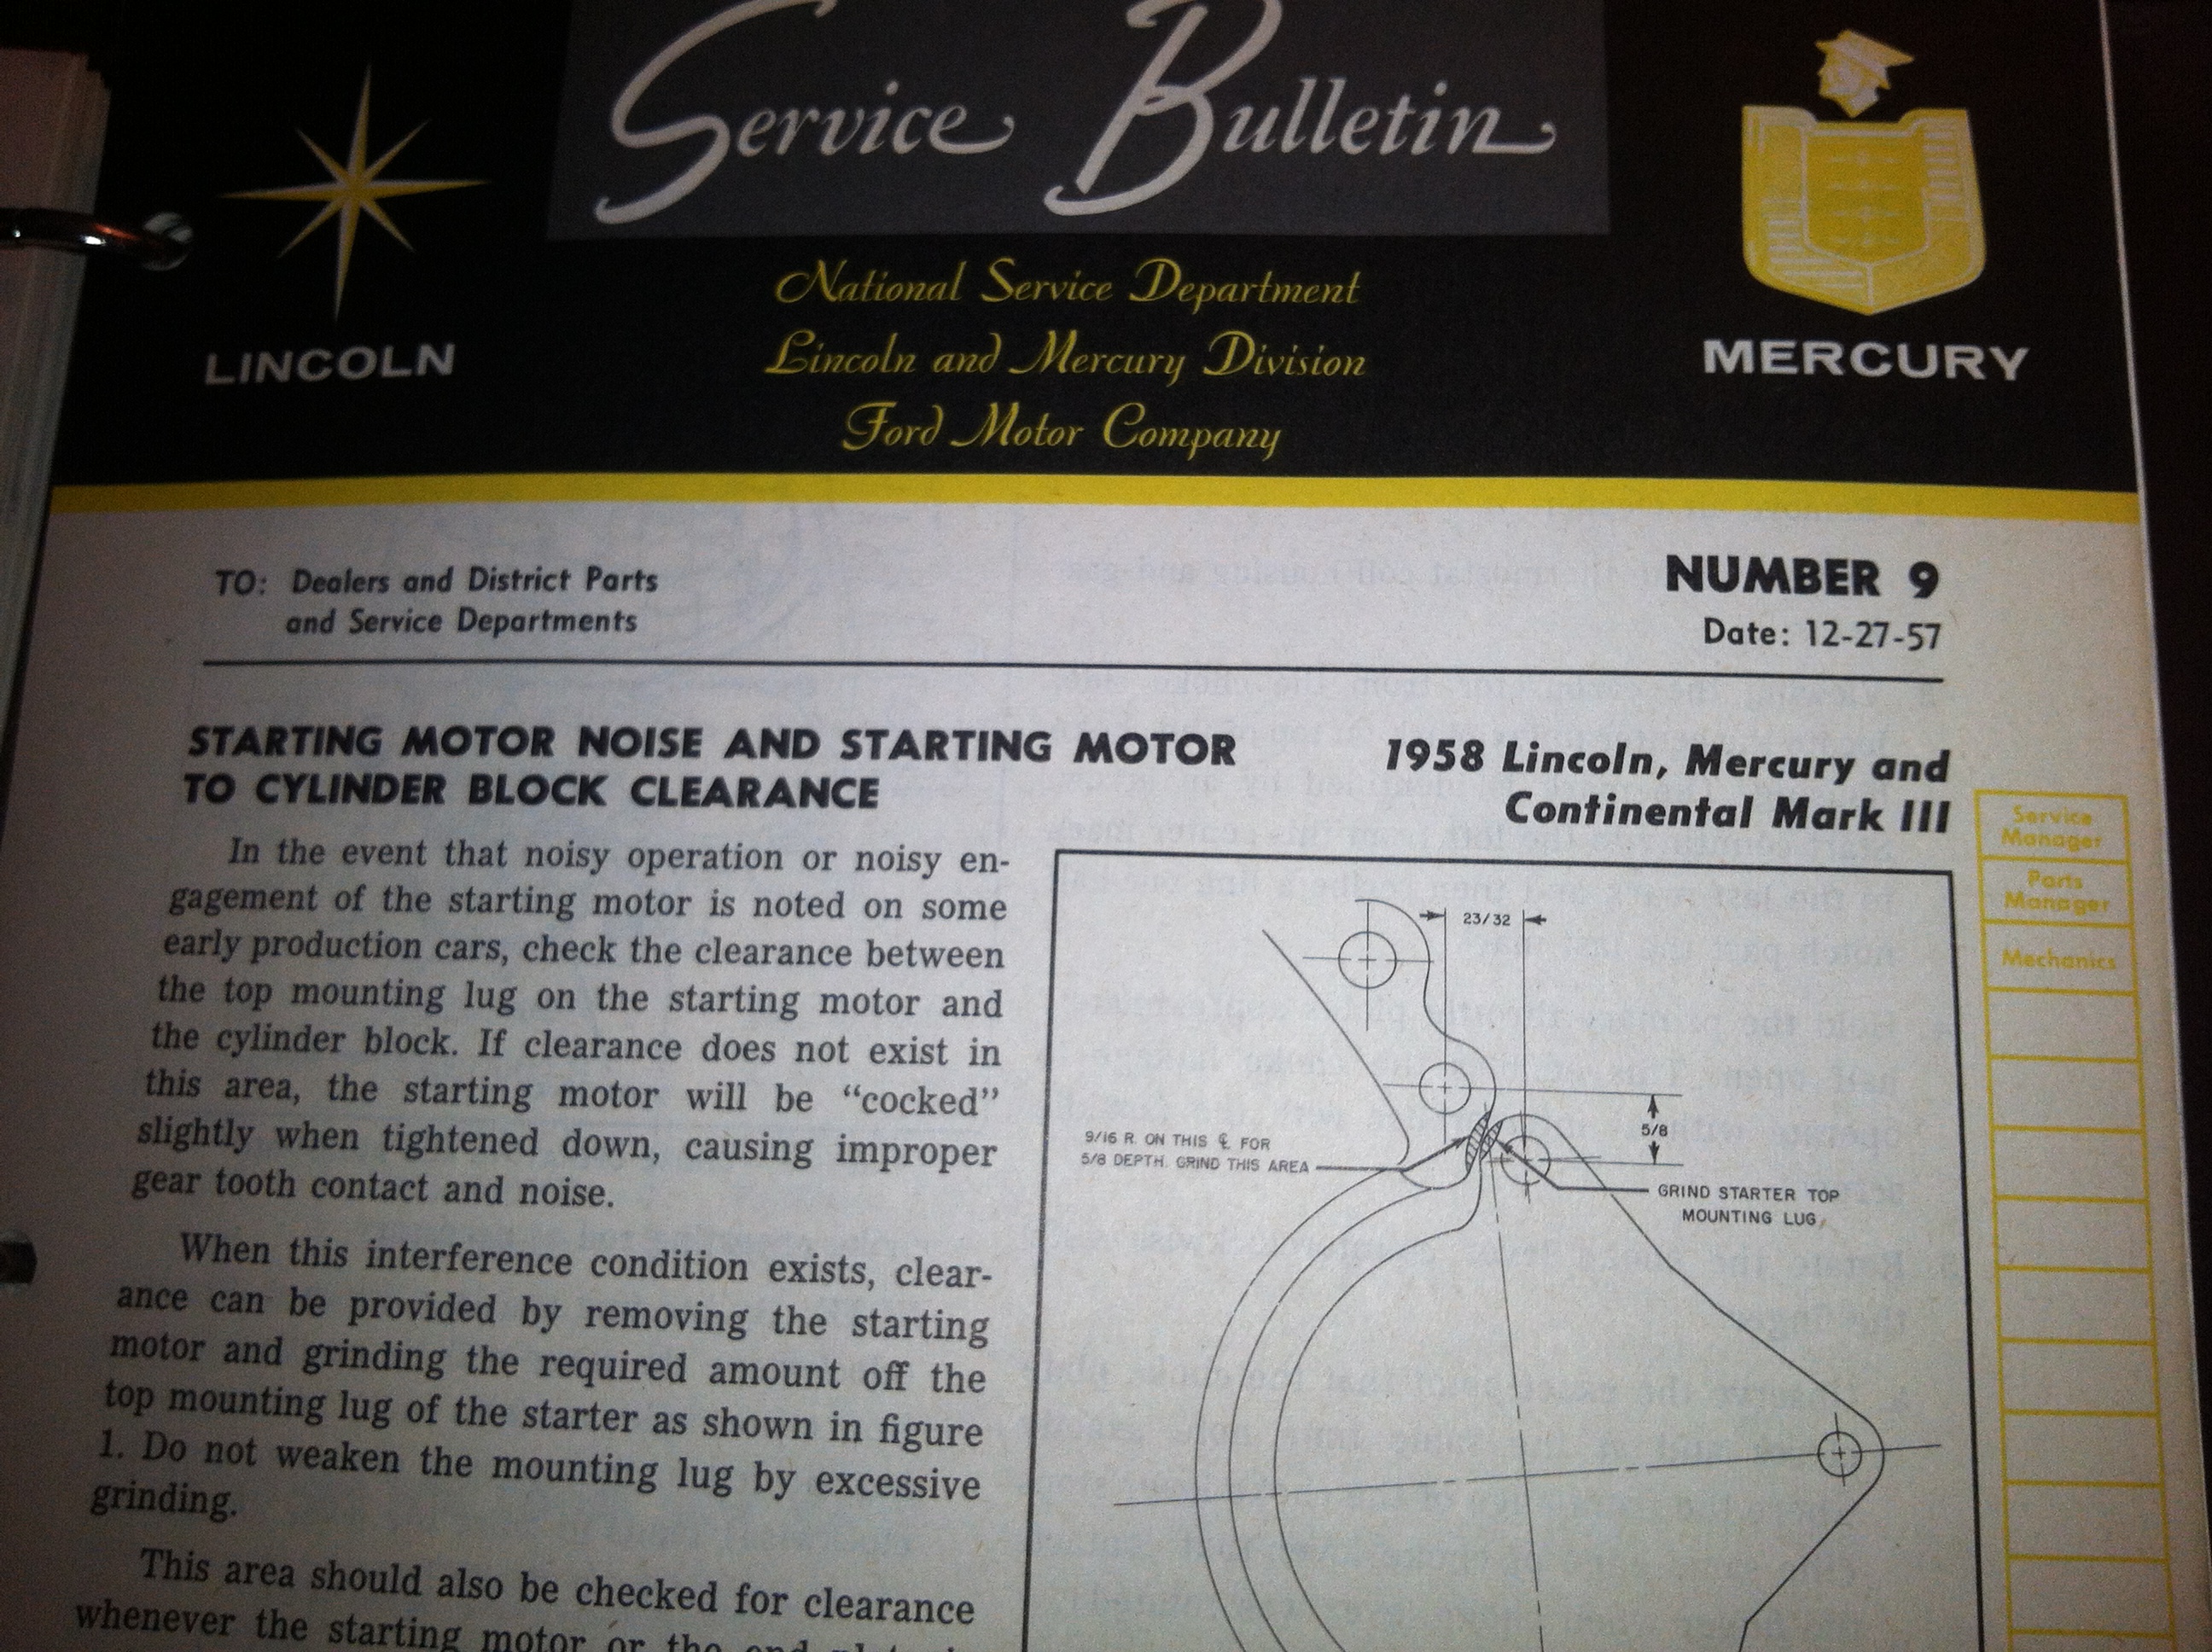 Service Bulletin
National Service Department
Lincoln and Mercury Division
Ford Motor Company
LINCOLN
MERCURY
TO: Dealers and District Parts
and Service Departments
NUMBER 9
Date: 12-27-57
STARTING MOTOR NOISE AND STARTING MOTOR
TO CYLINDER BLOCK CLEARANCE
1958 Lincoln, Mercury and
Continental Mark III
In the event that noisy operation or noisy en-
gagement of the starting motor is noted on some
early production cars, check the clearance between
the top mounting lug on the starting motor and
the cylinder block. If clearance does not exist in
this area, the starting motor will be “cocked”
slightly when tightened down, causing improper
gear tooth contact and noise.
When this interference condition exists, clear-
ance can be provided by removing the starting
motor and grinding the required amount off the
top mounting lug of the starter as shown in figure
1. Do not weaken the mounting lug by excessive
grinding.
This area should also be checked for clearance
whenever the starting motor or the end plate
23/32
5/8
9/16 R. ON THIS ℄ FOR
5/8 DEPTH. GRIND THIS AREA
GRIND STARTER TOP
MOUNTING LUG
Service
Manager
Parts
Manager
Mechanics